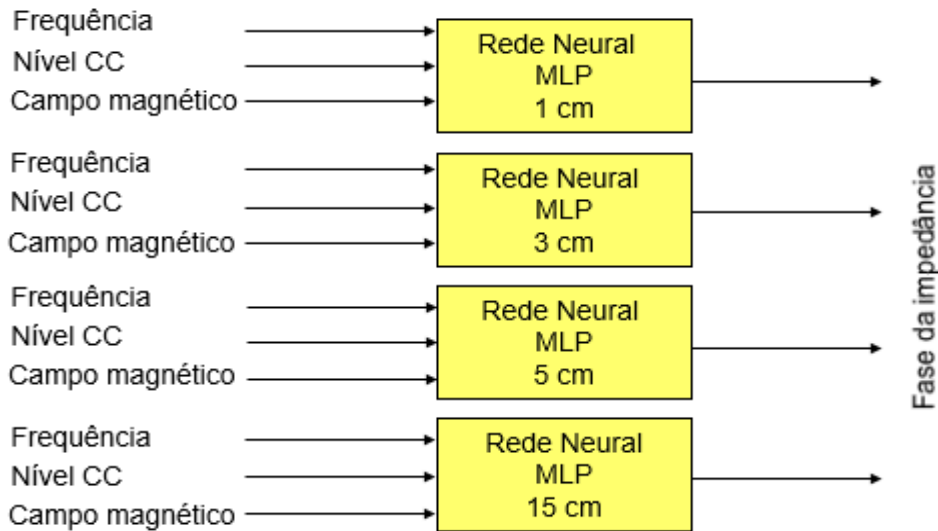 Frequência
Nível CC
Campo magnético
Rede Neural
MLP
1 cm
Frequência
Nível CC
Campo magnético
Rede Neural
MLP
3 cm
Frequência
Nível CC
Campo magnético
Rede Neural
MLP
5 cm
Frequência
Nível CC
Campo magnético
Rede Neural
MLP
15 cm
Fase da impedância